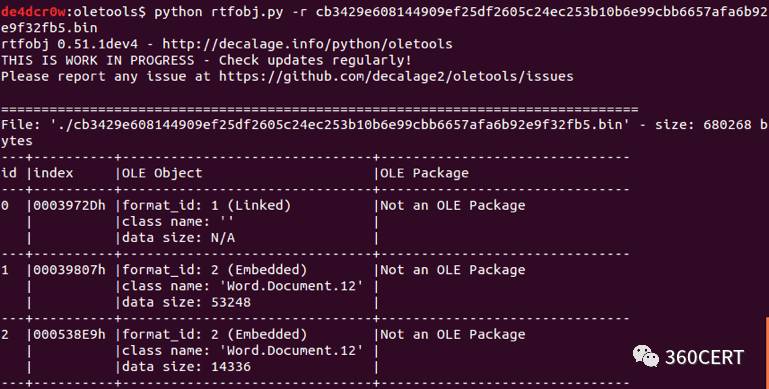 de4dcr0w:oletools$ python rtfobj.py -r cb3429e608144909ef25df2605c24ec253b10b6e99cbb6657afa6b92
e9f32fb5.bin
rtfobj 0.51.1dev4 - http://decalage.info/python/oletools
THIS IS WORK IN PROGRESS - Check updates regularly!
Please report any issue at https://github.com/decalage2/oletools/issues
===============================================================================
File: './cb3429e608144909ef25df2605c24ec253b10b6e99cbb6657afa6b92e9f32fb5.bin' - size: 680268 b
ytes
---+----------+--------------------------------+-------------------------------
id |index     |OLE Object                      |OLE Package
---+----------+--------------------------------+-------------------------------
0  |0003972Dh |format_id: 1 (Linked)           |Not an OLE Package
   |          |class name: ''                  |
   |          |data size: N/A                  |
---+----------+--------------------------------+-------------------------------
1  |00039807h |format_id: 2 (Embedded)         |Not an OLE Package
   |          |class name: 'Word.Document.12'  |
   |          |data size: 53248                |
---+----------+--------------------------------+-------------------------------
2  |000538E9h |format_id: 2 (Embedded)         |Not an OLE Package
   |          |class name: 'Word.Document.12'  |
   |          |data size: 14336                |
---+----------+--------------------------------+-------------------------------
360CERT